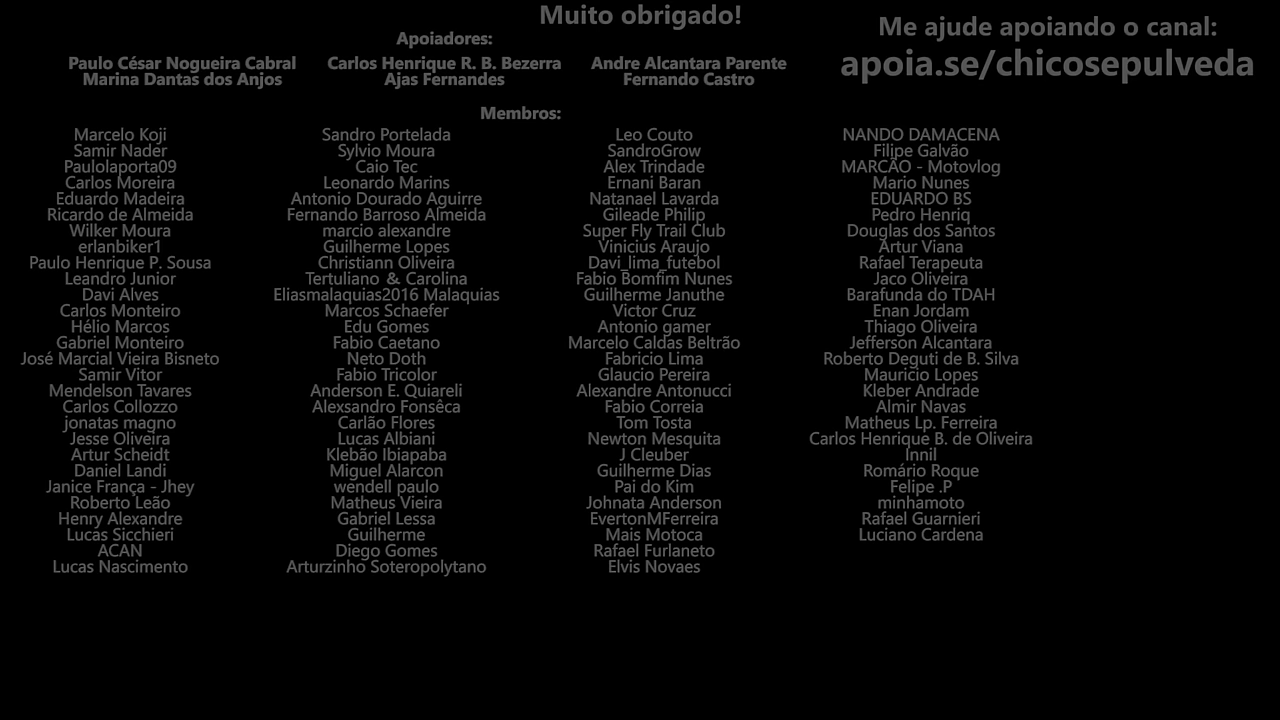 Muito obrigado!
Me ajude apoiando o canal:
apoia.se/chicosepulveda
Apoiadores:
Paulo César Nogueira Cabral
Marina Dantas dos Anjos
Carlos Henrique R. B. Bezerra
Ajas Fernandes
Andre Alcantara Parente
Fernando Castro
Membros:
Marcelo Koji
Samir Nader
Paulolaporta09
Carlos Moreira
Eduardo Madeira
Ricardo de Almeida
Wilker Moura
erlanbiker1
Paulo Henrique P. Sousa
Leandro Junior
Davi Alves
Carlos Monteiro
Hélio Marcos
Gabriel Monteiro
José Marcial Vieira Bisneto
Samir Vitor
Mendelson Tavares
Carlos Collozzo
jonatas magno
Jesse Oliveira
Artur Scheidt
Daniel Landi
Janice França - Jhey
Roberto Leão
Henry Alexandre
Lucas Sicchieri
ACAN
Lucas Nascimento
Sandro Portelada
Sylvio Moura
Caio Tec
Leonardo Marins
Antonio Dourado Aguirre
Fernando Barroso Almeida
marcio alexandre
Guilherme Lopes
Christiann Oliveira
Tertuliano & Carolina
Eliasmalaquias2016 Malaquias
Marcos Schaefer
Edu Gomes
Fabio Caetano
Neto Doth
Fabio Tricolor
Anderson E. Quiareli
Alexsandro Fonsêca
Carlão Flores
Lucas Albiani
Klebão Ibiapaba
Miguel Alarcon
wendell paulo
Matheus Vieira
Gabriel Lessa
Guilherme
Diego Gomes
Arturzinho Soteropolytano
Leo Couto
SandroGrow
Alex Trindade
Ernani Baran
Natanael Lavarda
Gileade Philip
Super Fly Trail Club
Vinicius Araujo
Davi_lima_futebol
Fabio Bomfim Nunes
Guilherme Januthe
Victor Cruz
Antonio gamer
Marcelo Caldas Beltrão
Fabricio Lima
Glaucio Pereira
Alexandre Antonucci
Fabio Correia
Tom Tosta
Newton Mesquita
J Cleuber
Guilherme Dias
Pai do Kim
Johnata Anderson
EvertonMFerreira
Mais Motoca
Rafael Furlaneto
Elvis Novaes
NANDO DAMACENA
Filipe Galvão
MARCÃO - Motovlog
Mario Nunes
EDUARDO BS
Pedro Henriq
Douglas dos Santos
Artur Viana
Rafael Terapeuta
Jaco Oliveira
Barafunda do TDAH
Enan Jordam
Thiago Oliveira
Jefferson Alcantara
Roberto Deguti de B. Silva
Mauricio Lopes
Kleber Andrade
Almir Navas
Matheus Lp. Ferreira
Carlos Henrique B. de Oliveira
Innil
Romário Roque
Felipe .P
minhamoto
Rafael Guarnieri
Luciano Cardena